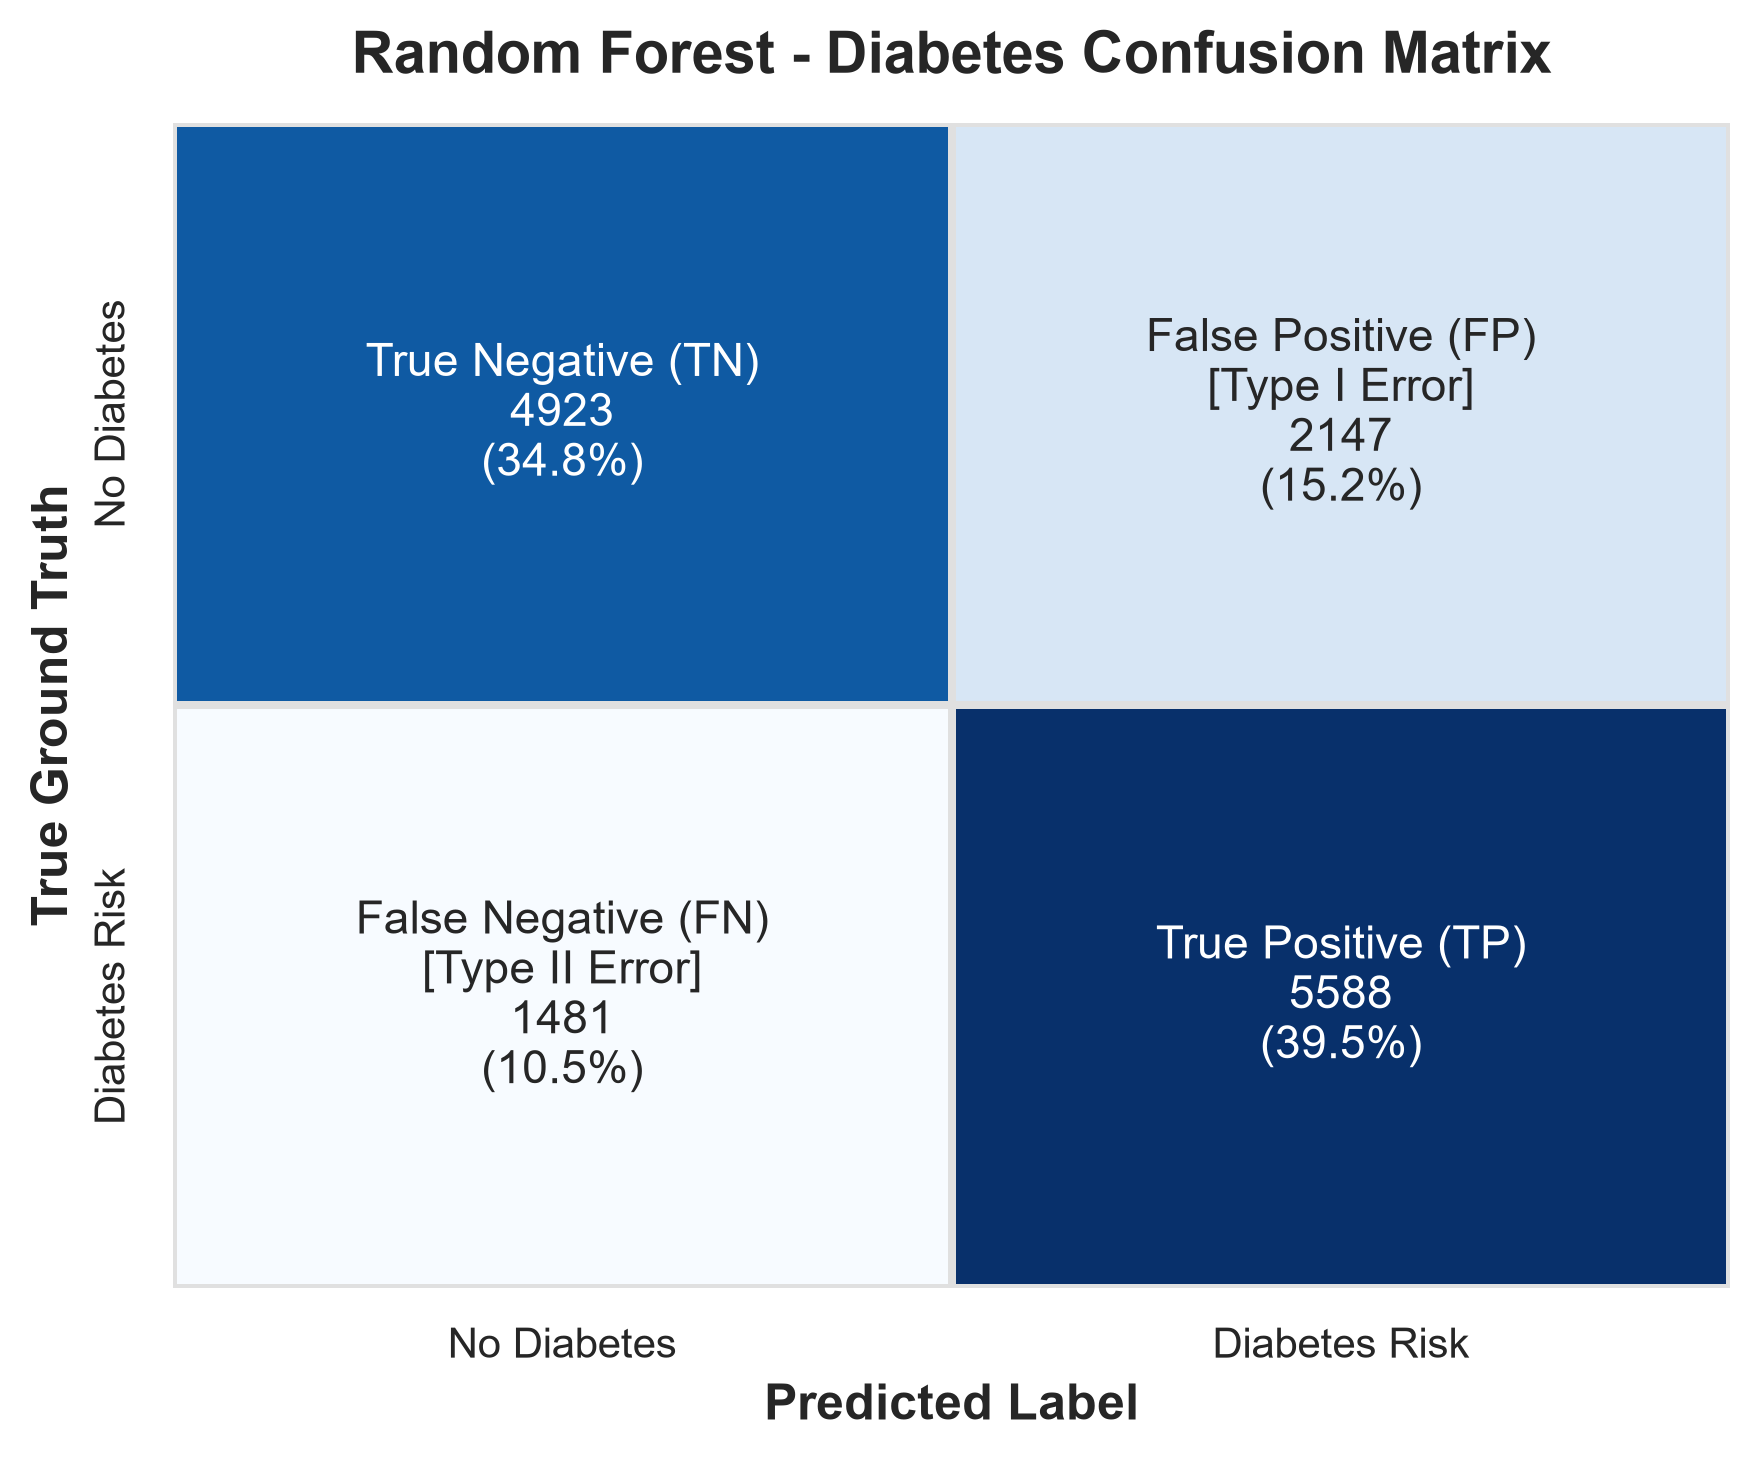 Random Forest - Diabetes Confusion Matrix
True Ground Truth
No Diabetes
True Negative (TN)
4923
(34.8%)
False Positive (FP)
[Type I Error]
2147
(15.2%)
Diabetes Risk
False Negative (FN)
[Type II Error]
1481
(10.5%)
True Positive (TP)
5588
(39.5%)
No Diabetes
Diabetes Risk
Predicted Label